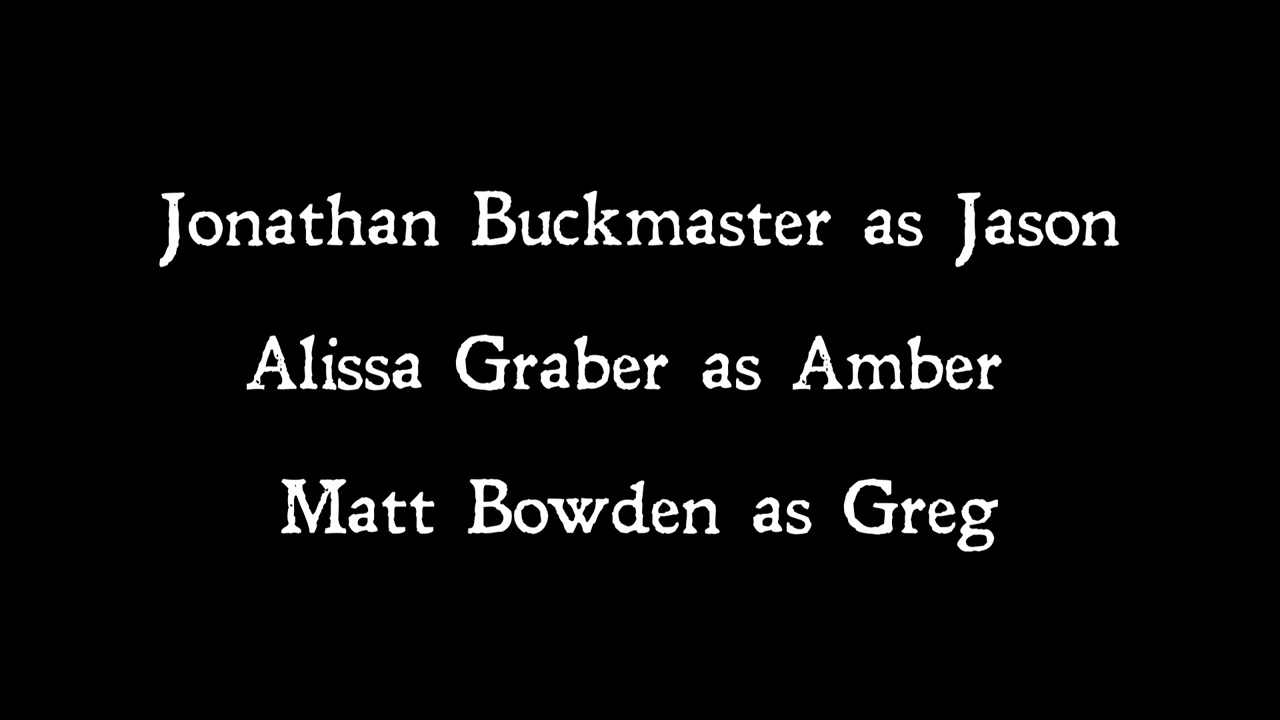 Jonathan Buckmaster as Jason
Alissa Graber as Amber
Matt Bowden as Greg